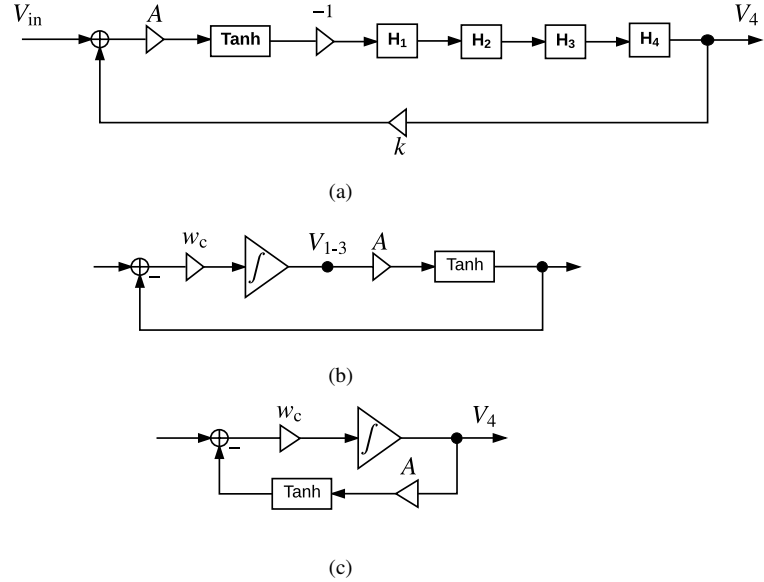 V_in A Tanh −1 H₁ H₂ H₃ H₄ V₄
k
(a)
w_c ∫ V₁₋₃ A Tanh
−
(b)
w_c ∫ V₄
−
Tanh A
(c)